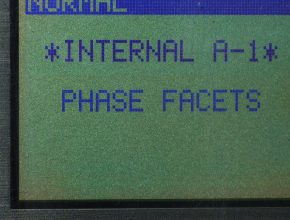 NORMAL
*INTERNAL A-1*
PHASE FACETS